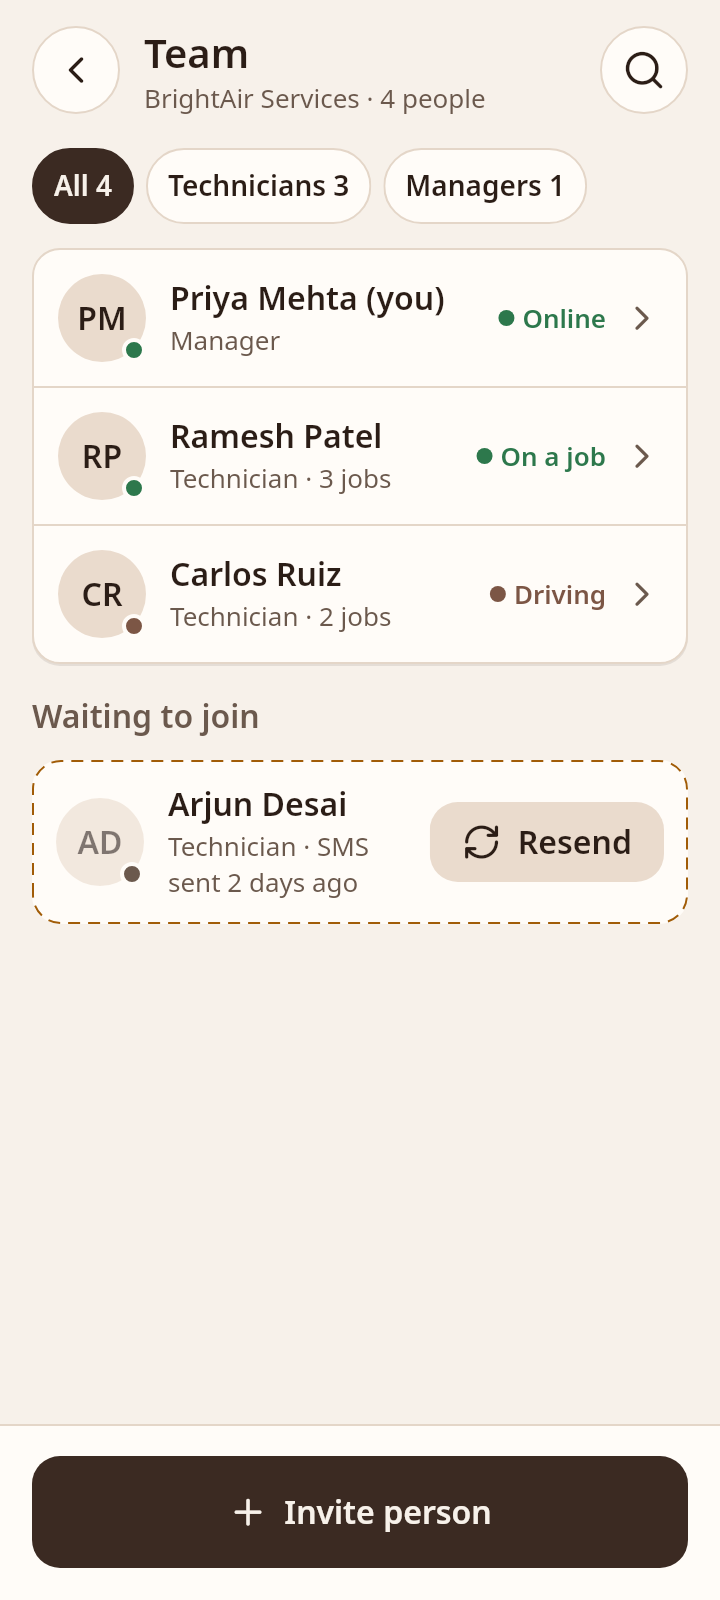 Team
BrightAir Services · 4 people
All 4
Technicians 3
Managers 1
PM
Priya Mehta (you)
Manager
Online
RP
Ramesh Patel
Technician · 3 jobs
On a job
CR
Carlos Ruiz
Technician · 2 jobs
Driving
Waiting to join
AD
Arjun Desai
Technician · SMS
sent 2 days ago
Resend
Invite person